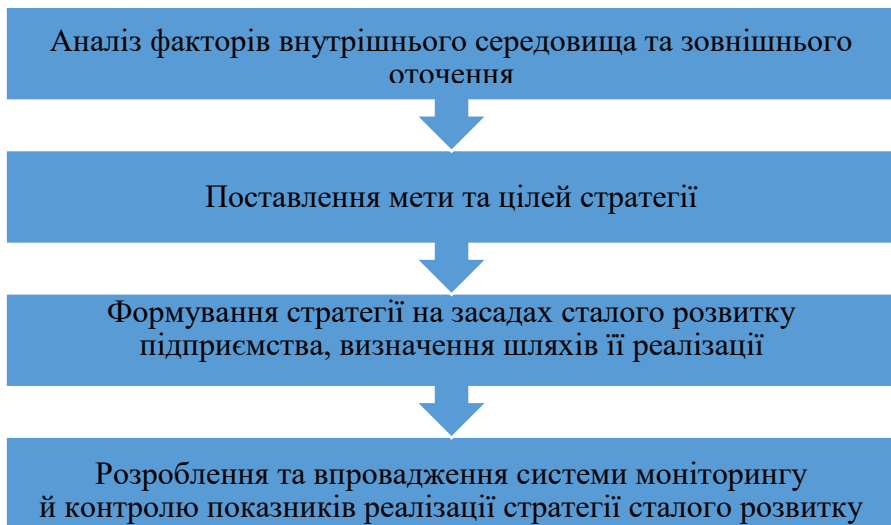 Аналіз факторів внутрішнього середовища та зовнішнього
оточення
Поставлення мети та цілей стратегії
Формування стратегії на засадах сталого розвитку
підприємства, визначення шляхів її реалізації
Розроблення та впровадження системи моніторингу
й контролю показників реалізації стратегії сталого розвитку